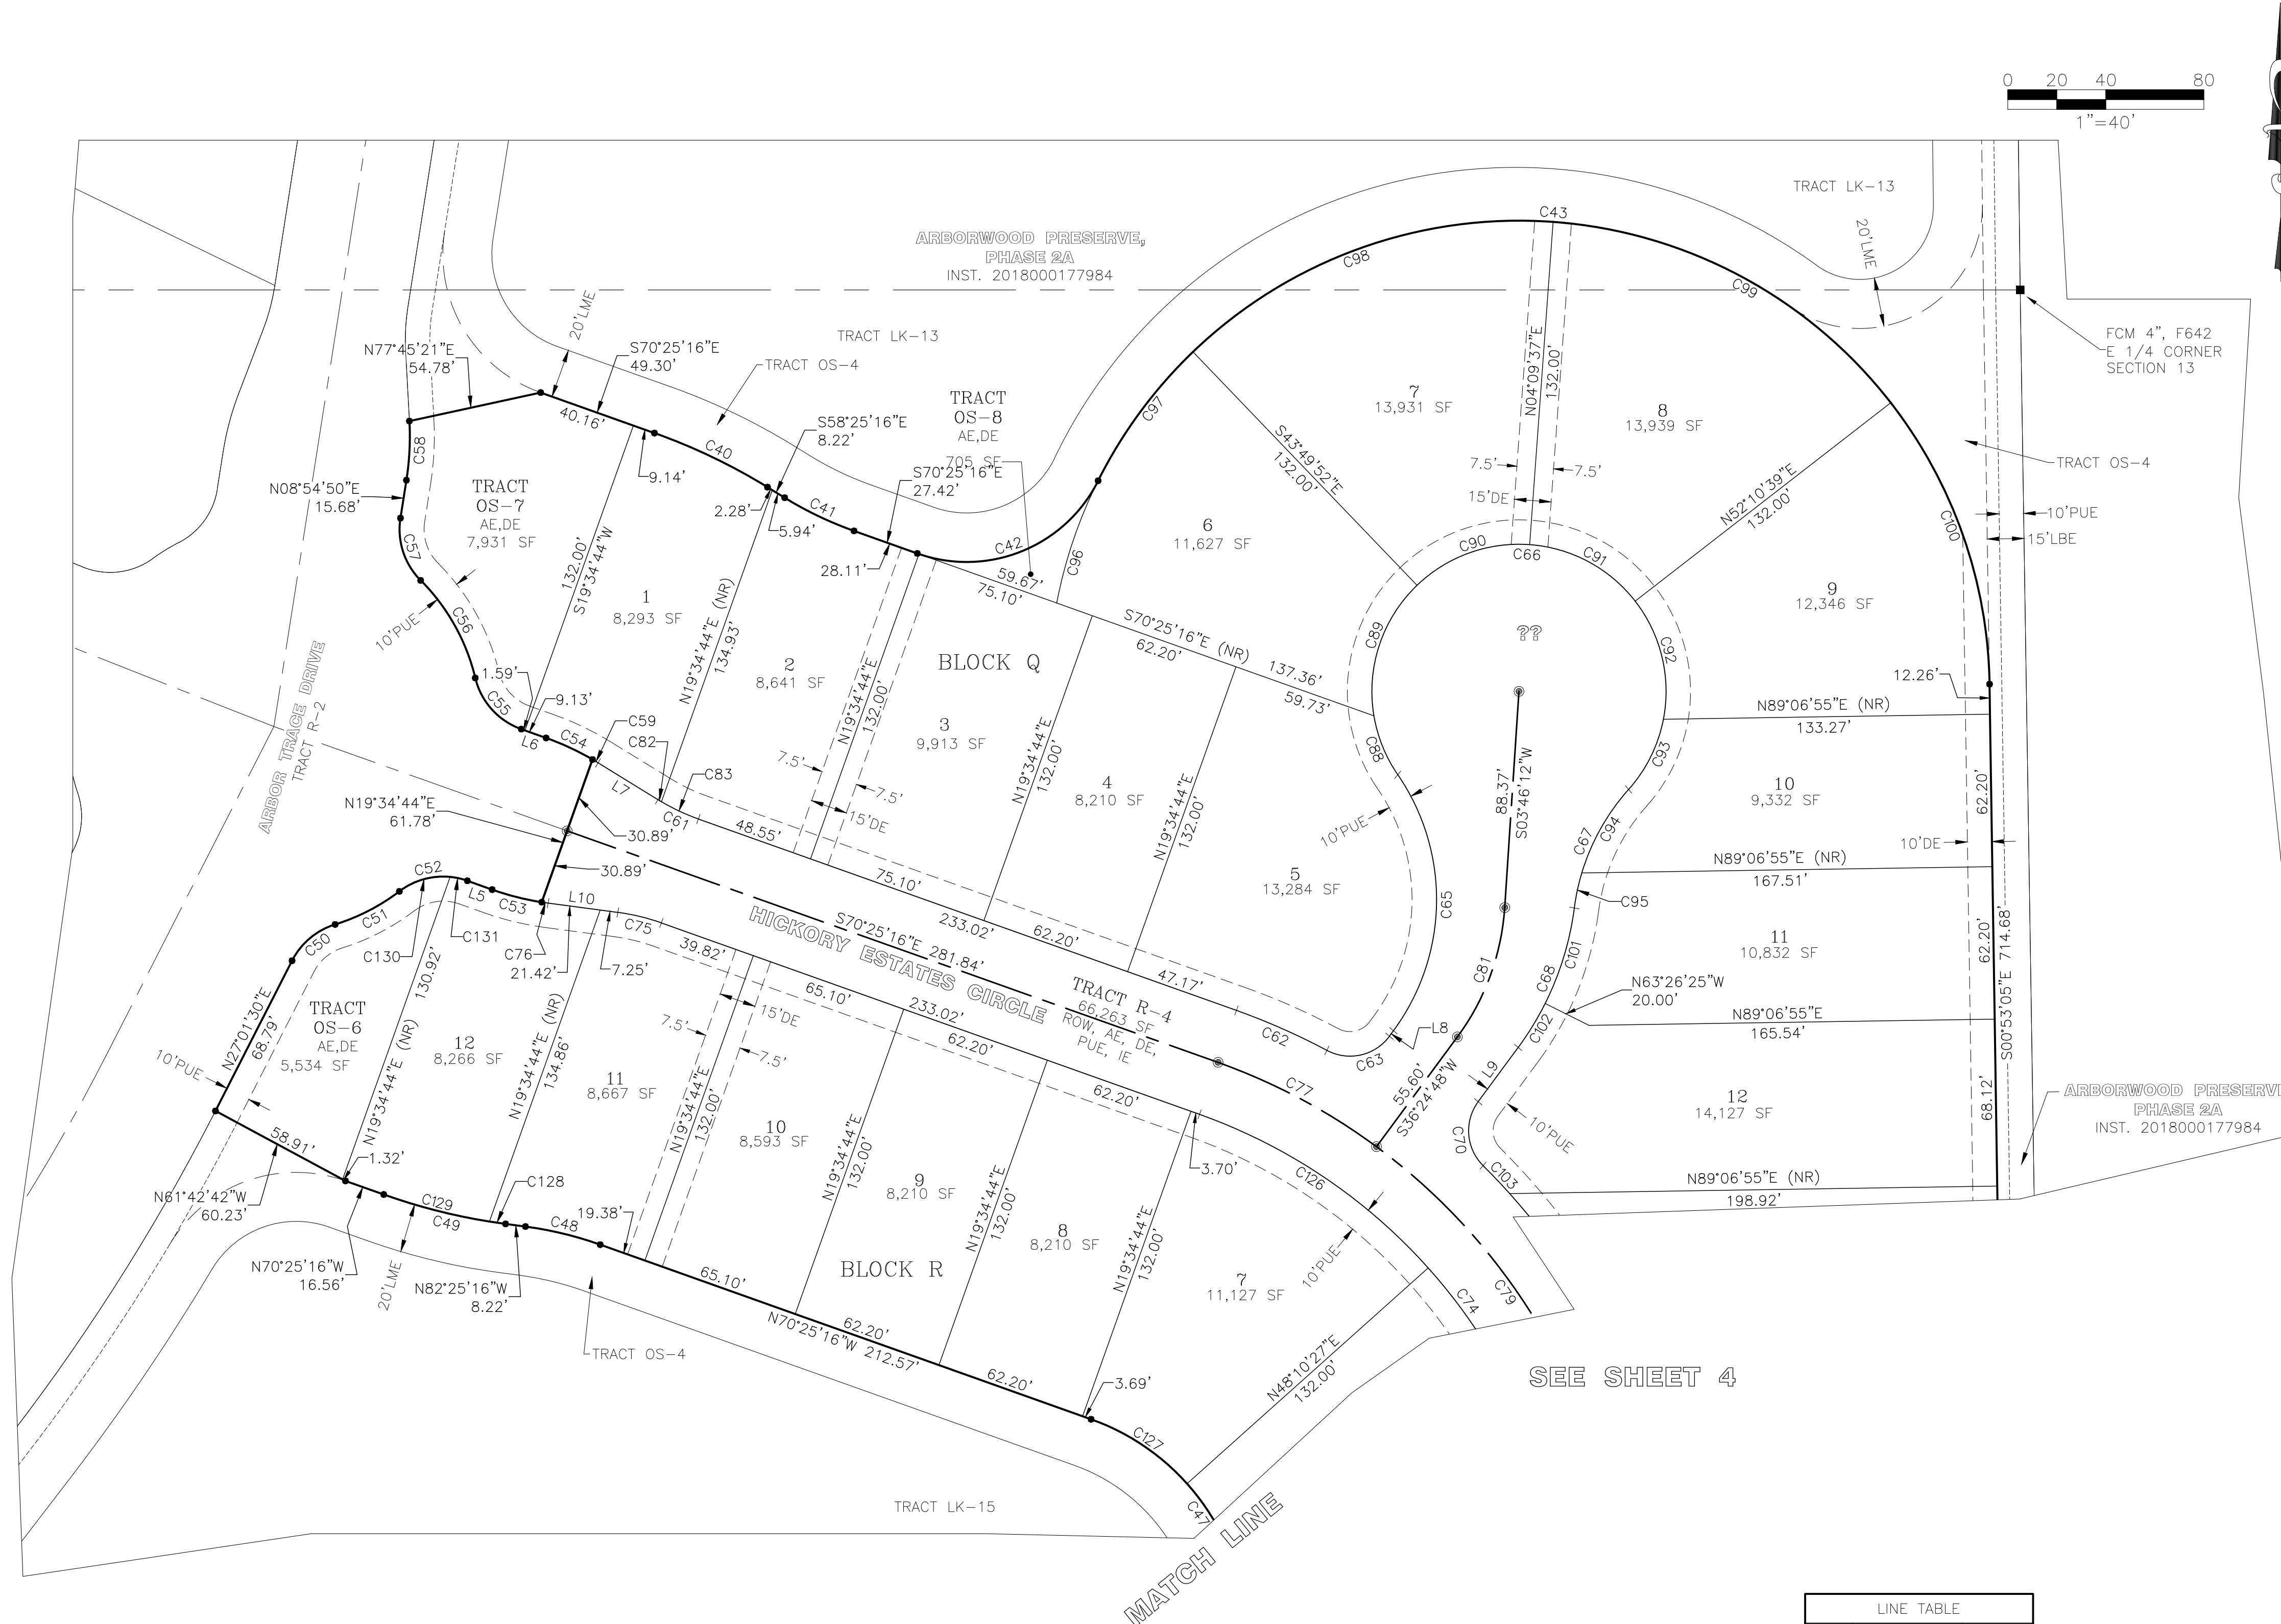 0 20 40 80
1"=40'
TRACT LK-13
20'LME
ARBORWOOD PRESERVE,
PHASE 2A
INST. 2018000177984
C43
C98
C99
20'LME
TRACT LK-13
FCM 4", F642
E 1/4 CORNER
SECTION 13
N77°45'21"E
54.78'
S70°25'16"E
49.30'
TRACT OS-4
40.16'
C40
9.14'
S58°25'16"E
8.22'
TRACT
OS-8
AE,DE
705 SF
C97
7
13,931 SF
N04°09'37"E
132.00'
8
13,939 SF
TRACT OS-4
C58
N08°54'50"E
15.68'
TRACT
OS-7
AE,DE
7,931 SF
2.28'
5.94'
C41
S70°25'16"E
27.42'
S43°49'52"E
132.00'
7.5'
7.5'
15'DE
N52°10'39"E
132.00'
10'PUE
15'LBE
C100
C57
C56
10'PUE
132.00'
S19°34'44"W
1
8,293 SF
28.11'
C42
59.67'
75.10'
C96
6
11,627 SF
C90
C66
C91
9
12,346 SF
N19°34'44"E (NR)
134.93'
2
8,641 SF
N19°34'44"E
132.00'
BLOCK Q
S70°25'16"E (NR)
62.20'
137.36'
59.73'
C89
??
C92
12.26'
ARBOR TRACE DRIVE
TRACT R-2
1.59'
9.13'
C55
L6
C54
C59
C82
C83
3
9,913 SF
N89°06'55"E (NR)
133.27'
L7
7.5'
7.5'
15'DE
N19°34'44"E
132.00'
4
8,210 SF
C88
C93
88.37'
S03°46'12"W
10
9,332 SF
62.20'
N19°34'44"E
61.78'
30.89'
30.89'
C61
48.55'
75.10'
N19°34'44"E
132.00'
5
13,284 SF
10'PUE
C67
C94
10'DE
N89°06'55"E (NR)
167.51'
C52
L5
C53
L10
C51
C50
C130
C131
C76
21.42'
7.25'
C75
39.82'
HICKORY ESTATES CIRCLE
S70°25'16"E 281.84'
233.02'
62.20'
47.17'
C65
C95
C81
C68
C101
11
10,832 SF
62.20'
S00°53'05"E 714.68'
N63°26'25"W
20.00'
N27°01'30"E
68.79'
10'PUE
TRACT
OS-6
AE,DE
5,534 SF
130.92'
N19°34'44"E (NR)
12
8,266 SF
N19°34'44"E (NR)
134.86'
7.5'
15'DE
7.5'
65.10'
233.02'
62.20'
TRACT R-4
66,263 SF
ROW, AE, DE,
PUE, IE
C62
C63
L8
C77
C102
N89°06'55"E
165.54'
L9
55.60'
S36°24'48"W
11
8,667 SF
N19°34'44"E
132.00'
10
8,593 SF
62.20'
3.70'
12
14,127 SF
68.12'
10'PUE
C70
C103
ARBORWOOD PRESERVE
PHASE 2A
INST. 2018000177984
58.91'
1.32'
N61°42'42"W
60.23'
N70°25'16"W
16.56'
C129
C49
C128
C48
19.38'
N82°25'16"W
8.22'
20'LME
N19°34'44"E
132.00'
9
8,210 SF
N19°34'44"E
132.00'
8
8,210 SF
N19°34'44"E
132.00'
C126
N89°06'55"E (NR)
198.92'
BLOCK R
65.10'
7
11,127 SF
10'PUE
C74
C79
TRACT OS-4
62.20'
N70°25'16"W 212.57'
62.20'
3.69'
N48°10'27"E
132.00'
SEE SHEET 4
C127
C47
TRACT LK-15
MATCH LINE
LINE TABLE